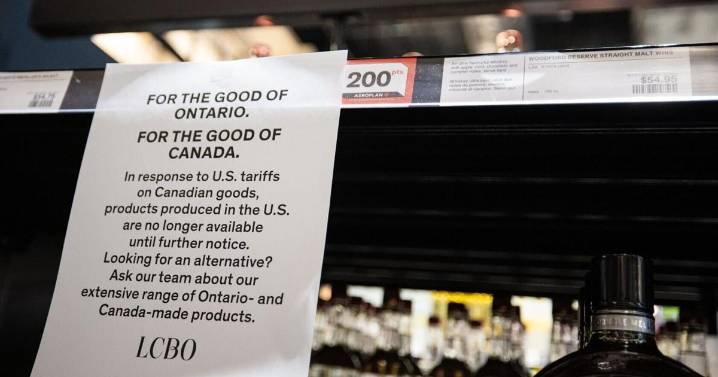 FOR THE GOOD OF
ONTARIO.
FOR THE GOOD OF
CANADA.
In response to U.S. tariffs
on Canadian goods,
products produced in the U.S.
are no longer available
until further notice.
Looking for an alternative?
Ask our team about our
extensive range of Ontario- and
Canada-made products.
LCBO
200 pts
AEROPLAN
WOODFORD RESERVE STRAIGHT MALT WHIS
$54.95